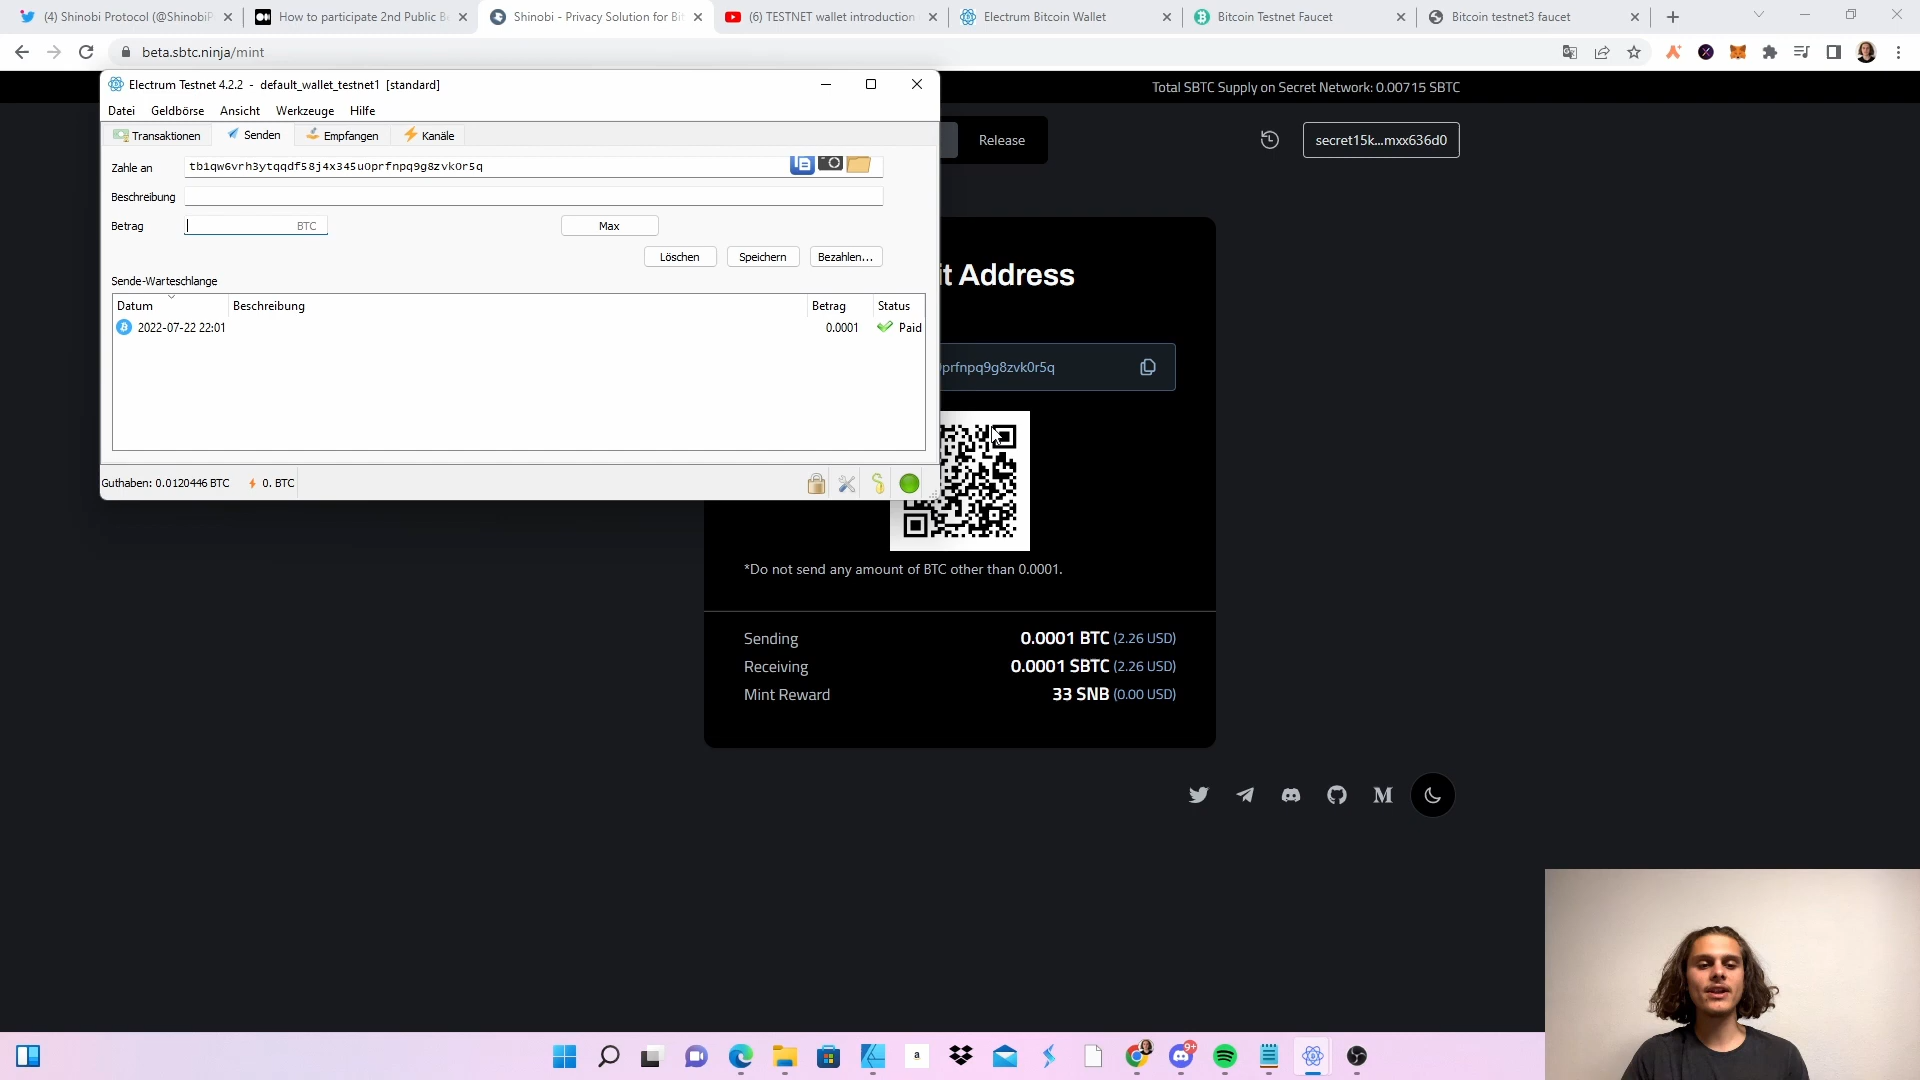 (4) Shinobi Protocol (@ShinobiP
How to participate 2nd Public Be
Shinobi - Privacy Solution for Bit
(6) TESTNET wallet introduction
Electrum Bitcoin Wallet
Bitcoin Testnet Faucet
Bitcoin testnet3 faucet
beta.sbtc.ninja/mint
Electrum Testnet 4.2.2 - default_wallet_testnet1 [standard]
Total SBTC Supply on Secret Network: 0.00715 SBTC
Datei Geldbörse Ansicht Werkzeuge Hilfe
Transaktionen Senden Empfangen Kanäle
Release
secret15k...mxx636d0
Zahle an tb1qw6vrh3ytqqdf58j4x345u0prfnpq9g8zvk0r5q
Beschreibung
Betrag BTC Max
Löschen Speichern Bezahlen...
Sende-Warteschlange
Datum Beschreibung Betrag Status
2022-07-22 22:01 0.0001 Paid
Guthaben: 0.0120446 BTC 0. BTC
it Address
prfnpq9g8zvk0r5q
*Do not send any amount of BTC other than 0.0001.
Sending 0.0001 BTC (2.26 USD)
Receiving 0.0001 SBTC (2.26 USD)
Mint Reward 33 SNB (0.00 USD)
a
9+